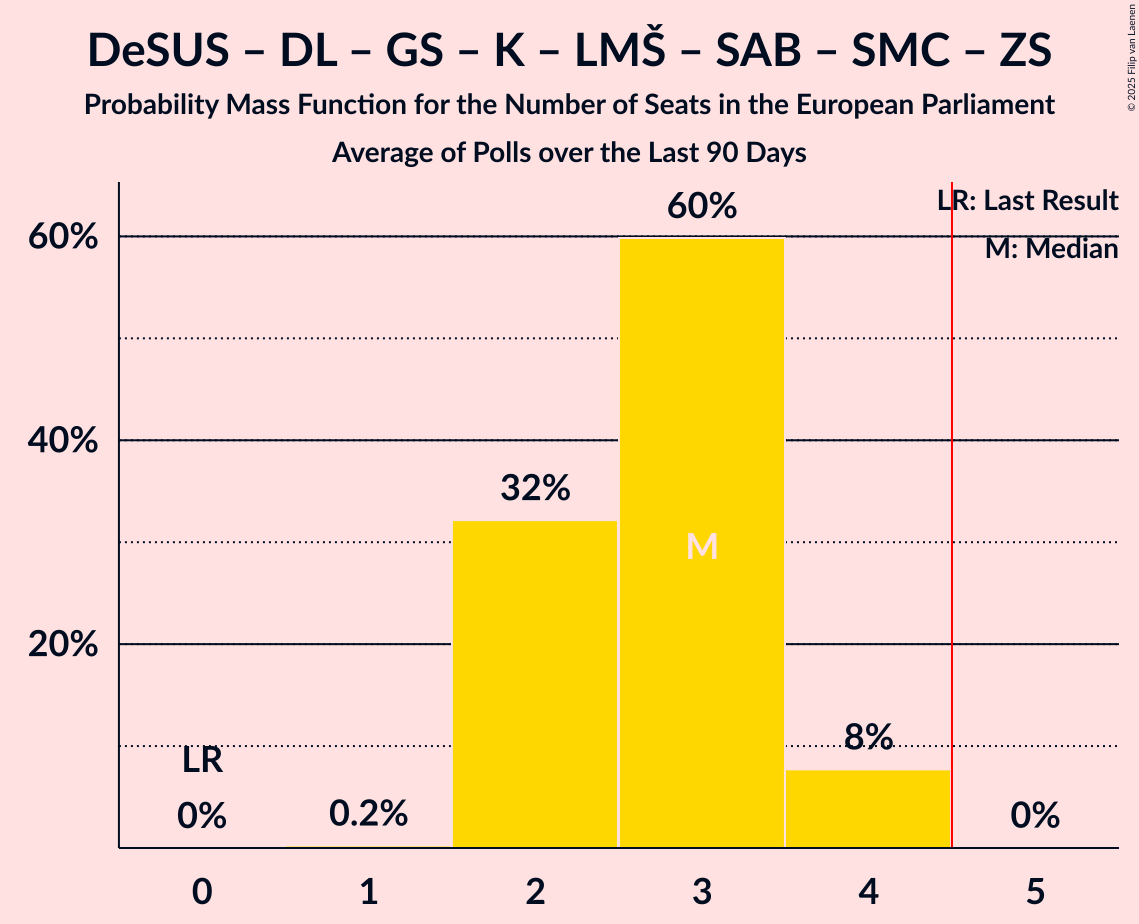 DeSUS – DL – GS – K – LMŠ – SAB – SMC – ZS
Probability Mass Function for the Number of Seats in the European Parliament
Average of Polls over the Last 90 Days
© 2025 Filip van Laenen
LR: Last Result
M: Median
60%
40%
20%
60%
32%
M
8%
LR
0%
0.2%
0%
0 1 2 3 4 5